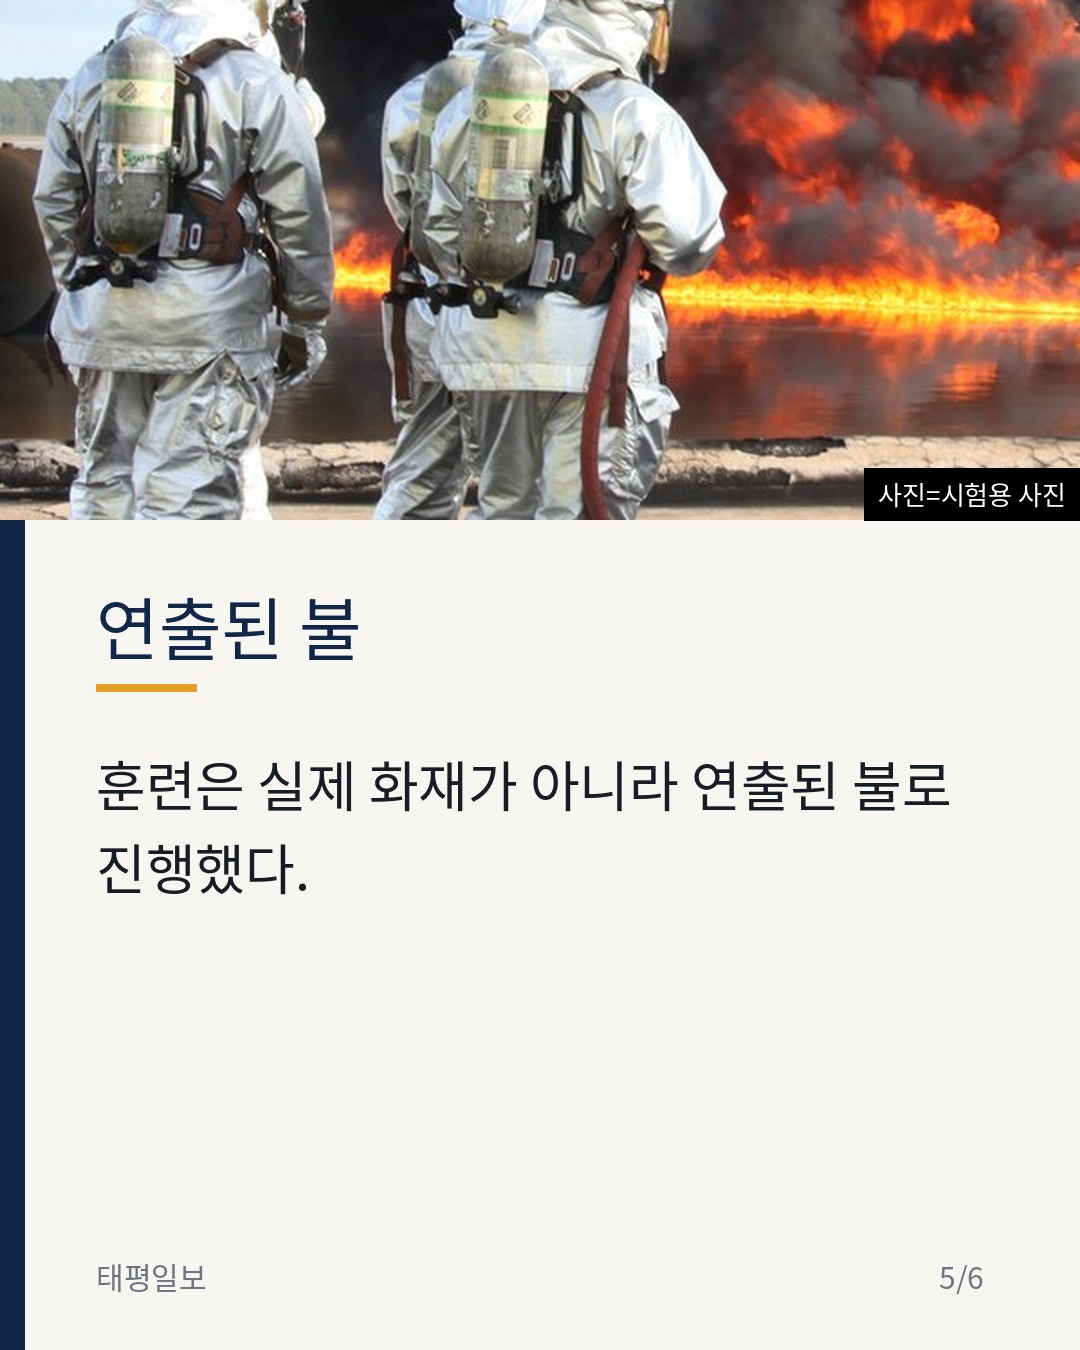 사진=시험용 사진
연출된 불
훈련은 실제 화재가 아니라 연출된 불로
진행했다.
태평일보
5/6